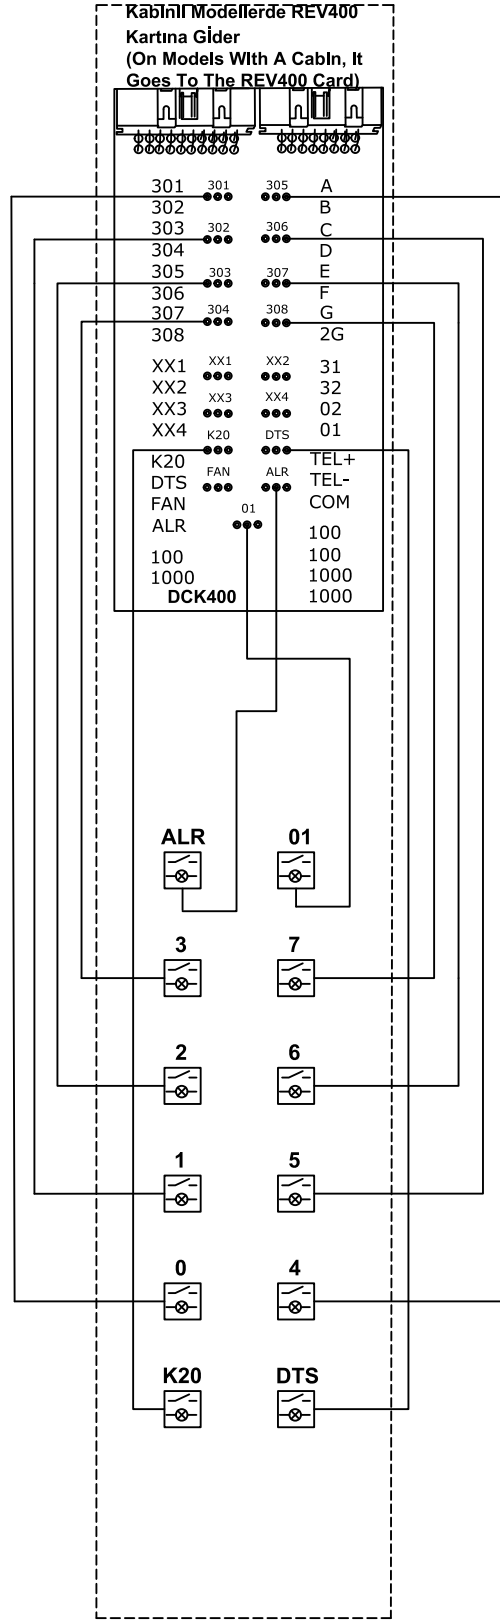 Kabinli Modellerde REV400
Kartına Gider
(On Models With A Cabin, It
Goes To The REV400 Card)
301 301 305 A
302 B
303 302 306 C
304 D
305 303 307 E
306 F
307 304 308 G
308 2G
XX1 XX1 XX2 31
XX2 32
XX3 XX3 XX4 02
XX4 01
K20 DTS
K20 TEL+
DTS FAN ALR TEL-
FAN COM
01
ALR 100
100 100
1000 1000
DCK400 1000
ALR 01
3 7
2 6
1 5
0 4
K20 DTS